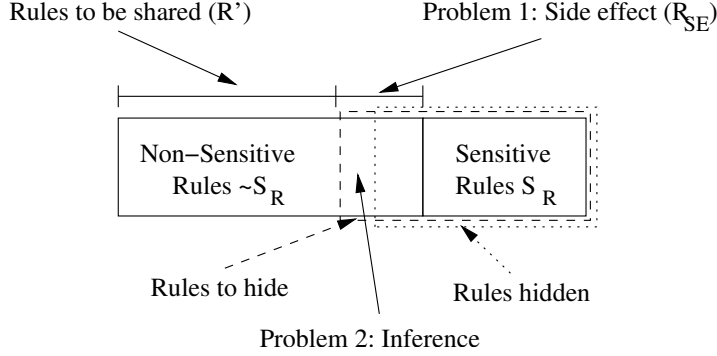 Rules to be shared (R')
Problem 1: Side effect (R_SE)
Non−Sensitive
Rules ~S_R
Sensitive
Rules S_R
Rules to hide
Rules hidden
Problem 2: Inference